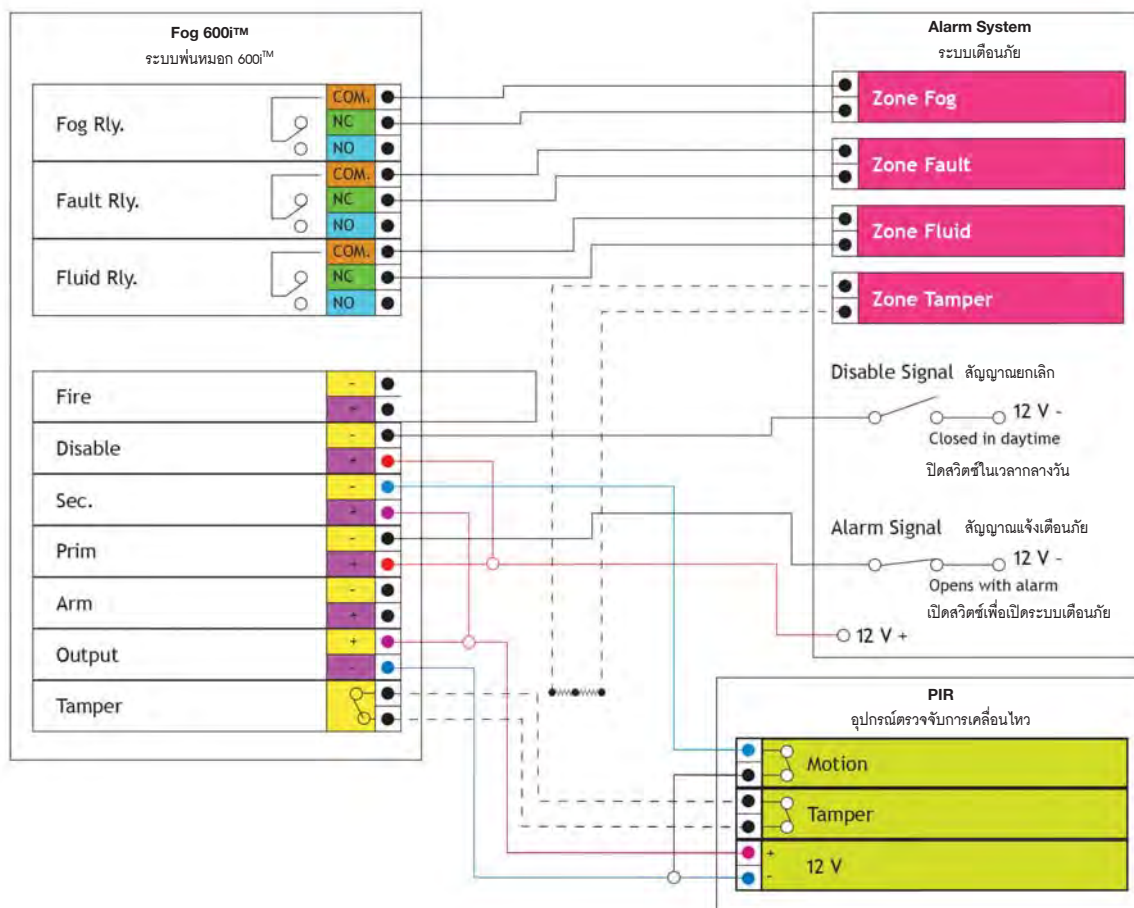 Fog 600i™
ระบบพ่นหมอก 600i™
Fog Rly.
COM.
NC
NO
Fault Rly.
COM.
NC
NO
Fluid Rly.
COM.
NC
NO
Fire
-
+
Disable
-
+
Sec.
-
+
Prim
-
+
Arm
-
+
Output
+
-
Tamper
Alarm System
ระบบเตือนภัย
Zone Fog
Zone Fault
Zone Fluid
Zone Tamper
Disable Signal สัญญาณยกเลิก
12 V -
Closed in daytime
ปิดสวิตซ์ในเวลากลางวัน
Alarm Signal สัญญาณแจ้งเตือนภัย
12 V -
Opens with alarm
เปิดสวิตซ์เพื่อเปิดระบบเตือนภัย
12 V +
PIR
อุปกรณ์ตรวจจับการเคลื่อนไหว
Motion
Tamper
+
12 V
-